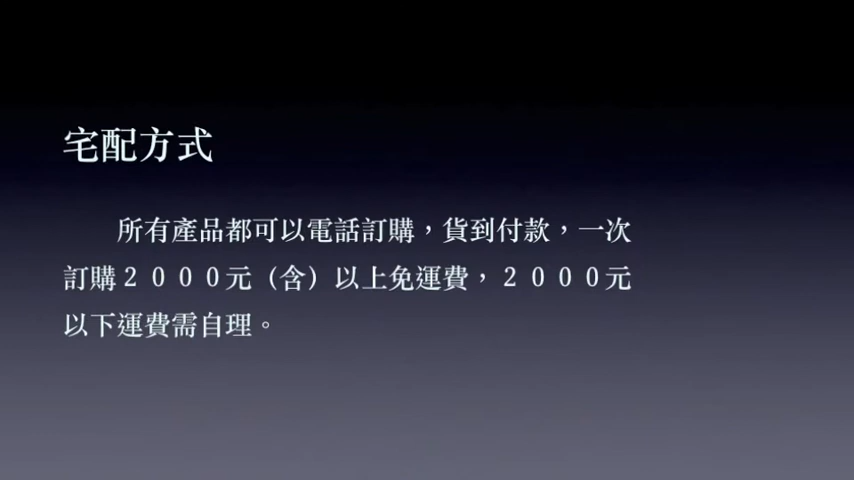 宅配方式
所有產品都可以電話訂購，貨到付款，一次
訂購２０００元（含）以上免運費，２０００元
以下運費需自理。